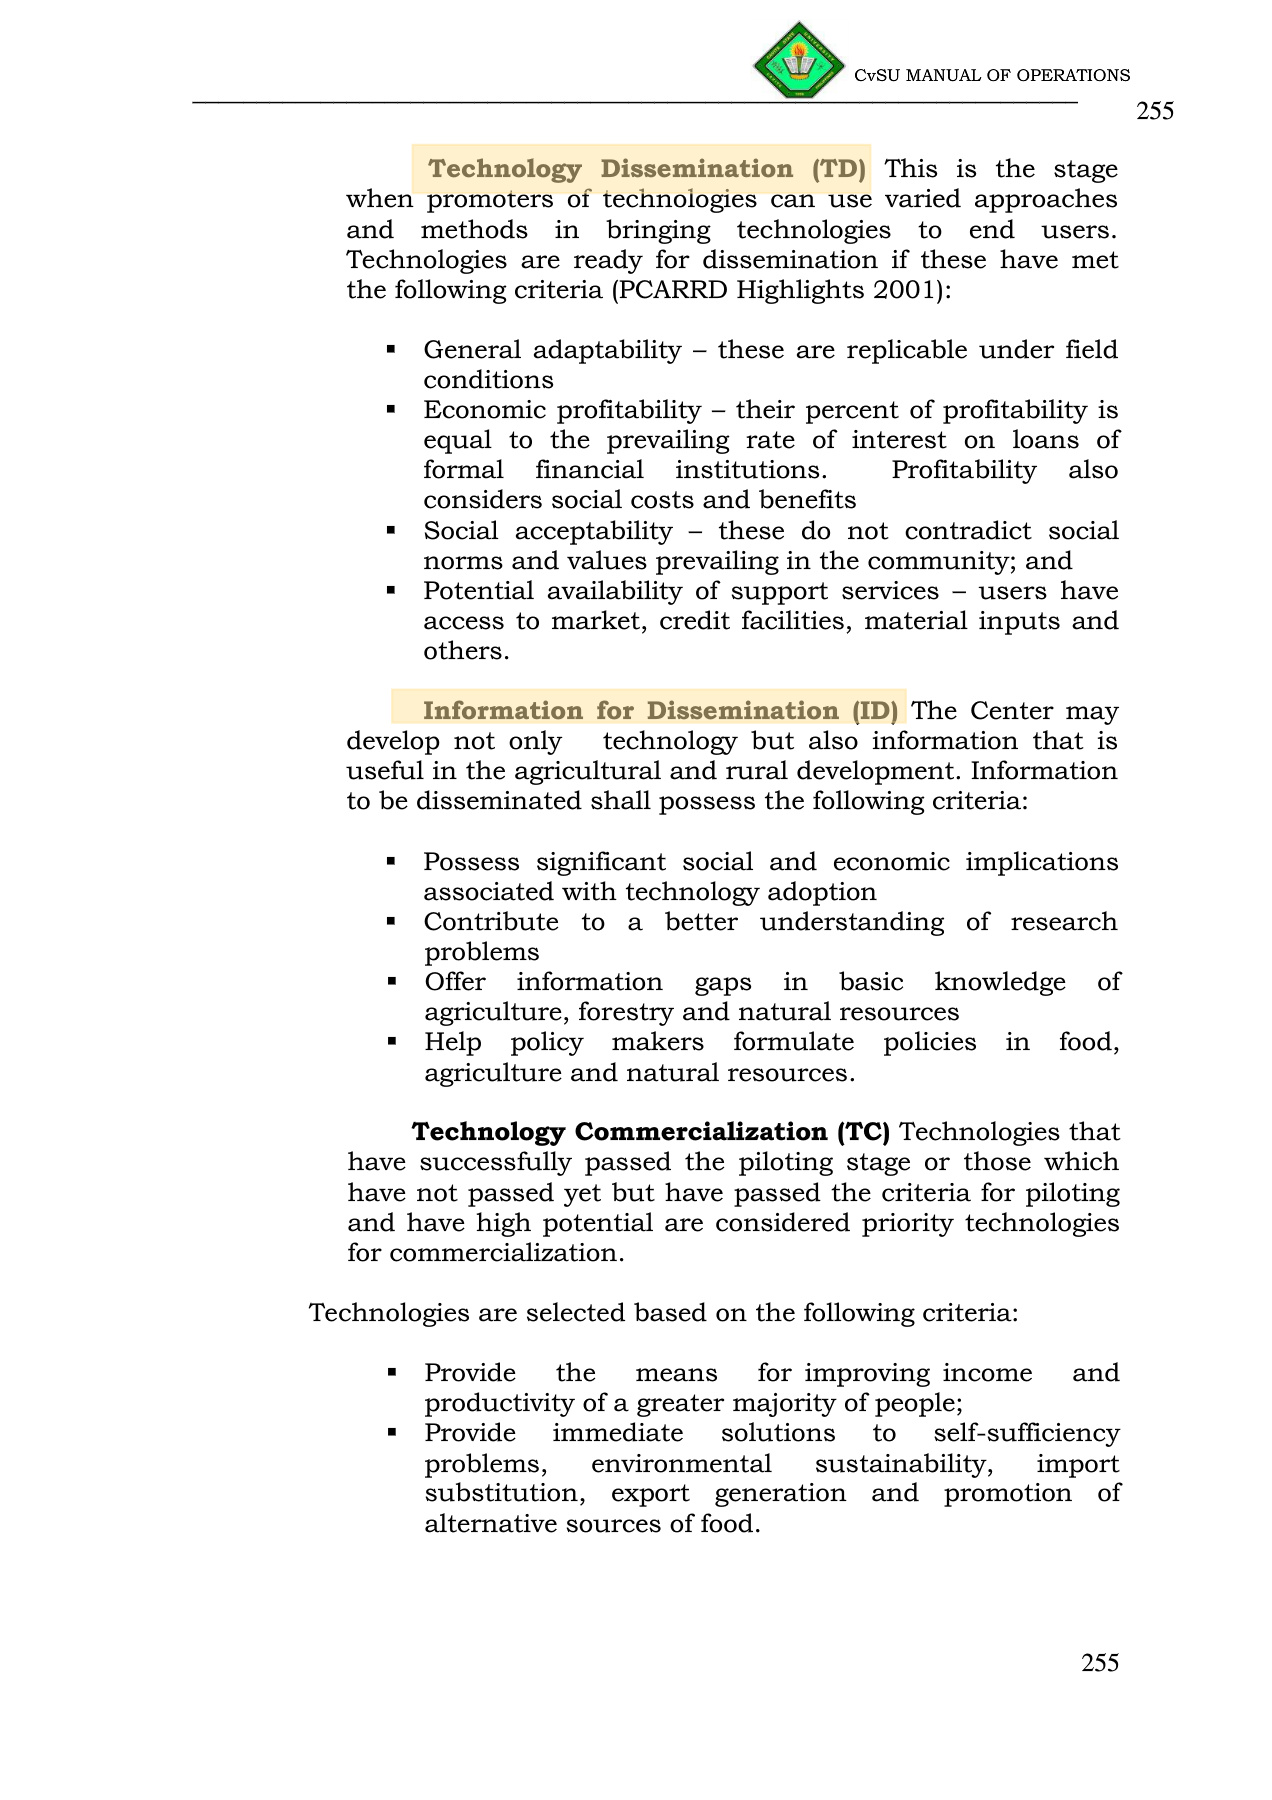 CvSU MANUAL OF OPERATIONS
255
Technology Dissemination (TD) This is the stage
when promoters of technologies can use varied approaches
and methods in bringing technologies to end users.
Technologies are ready for dissemination if these have met
the following criteria (PCARRD Highlights 2001):
▪ General adaptability – these are replicable under field
conditions
▪ Economic profitability – their percent of profitability is
equal to the prevailing rate of interest on loans of
formal financial institutions. Profitability also
considers social costs and benefits
▪ Social acceptability – these do not contradict social
norms and values prevailing in the community; and
▪ Potential availability of support services – users have
access to market, credit facilities, material inputs and
others.
Information for Dissemination (ID) The Center may
develop not only technology but also information that is
useful in the agricultural and rural development. Information
to be disseminated shall possess the following criteria:
▪ Possess significant social and economic implications
associated with technology adoption
▪ Contribute to a better understanding of research
problems
▪ Offer information gaps in basic knowledge of
agriculture, forestry and natural resources
▪ Help policy makers formulate policies in food,
agriculture and natural resources.
Technology Commercialization (TC) Technologies that
have successfully passed the piloting stage or those which
have not passed yet but have passed the criteria for piloting
and have high potential are considered priority technologies
for commercialization.
Technologies are selected based on the following criteria:
▪ Provide the means for improving income and
productivity of a greater majority of people;
▪ Provide immediate solutions to self-sufficiency
problems, environmental sustainability, import
substitution, export generation and promotion of
alternative sources of food.
255